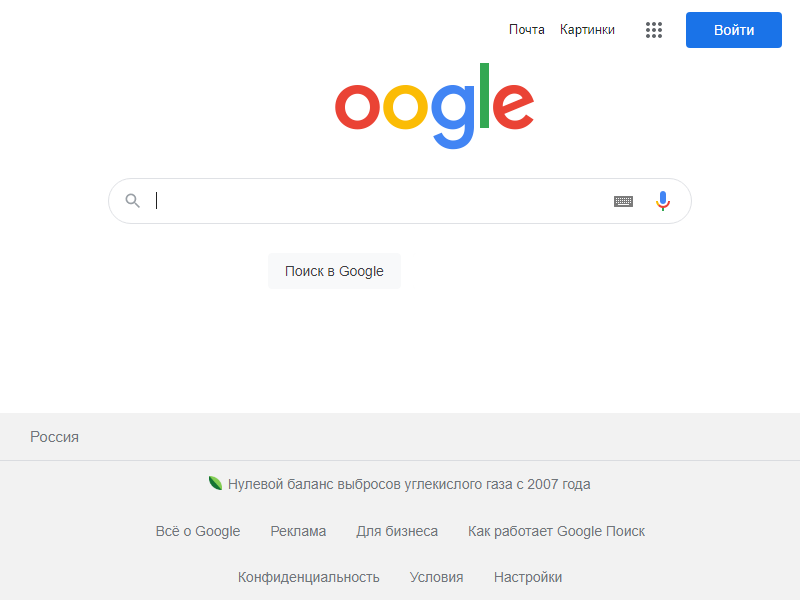 Почта Картинки Войти
oogle
Поиск в Google
Россия
Нулевой баланс выбросов углекислого газа с 2007 года
Всё о Google Реклама Для бизнеса Как работает Google Поиск
Конфиденциальность Условия Настройки